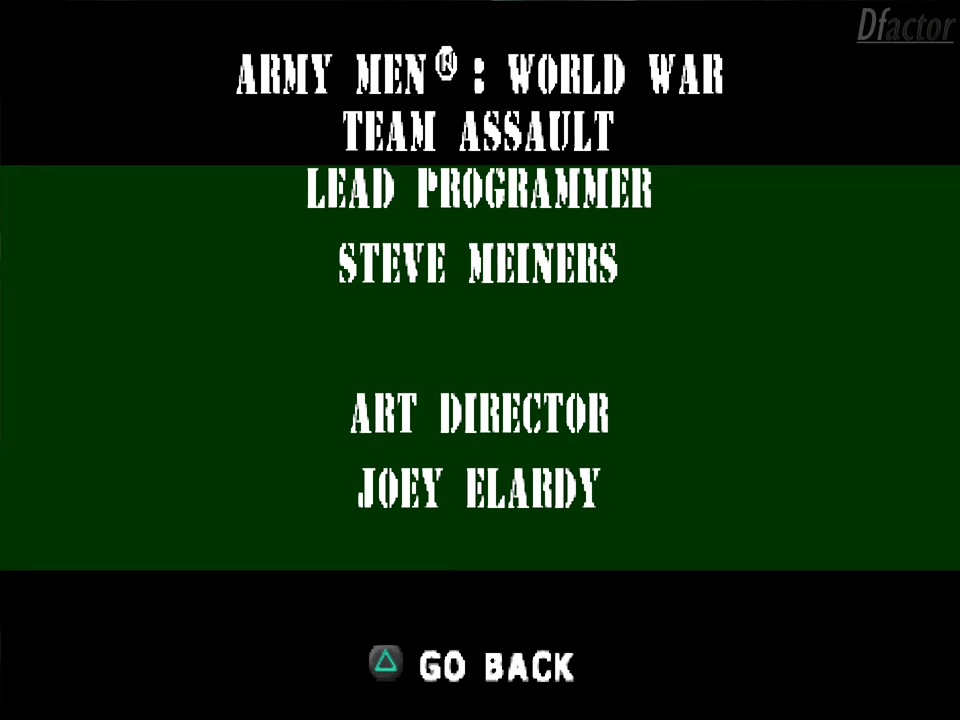 Dfactor
ARMY MEN®: WORLD WAR
TEAM ASSAULT
LEAD PROGRAMMER
STEVE MEINERS
ART DIRECTOR
JOEY ELARDY
GO BACK